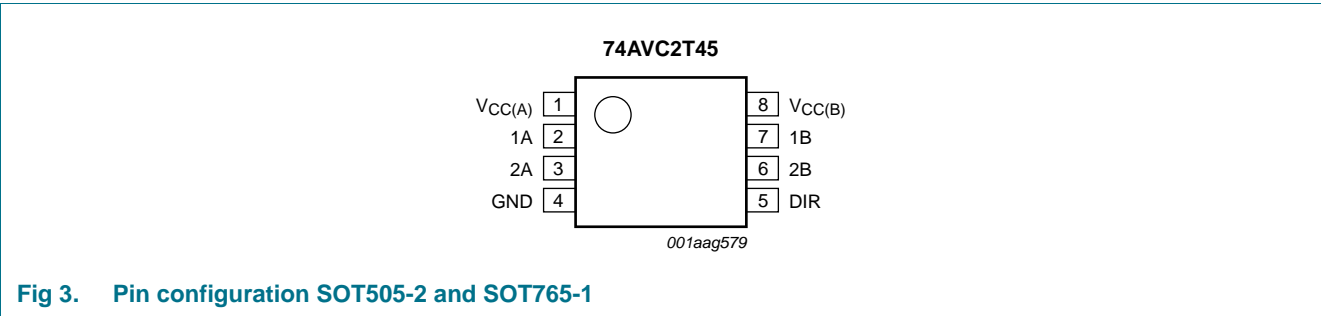 74AVC2T45
VCC(A) 1 8 VCC(B)
1A 2 7 1B
2A 3 6 2B
GND 4 5 DIR
001aag579
Fig 3. Pin configuration SOT505-2 and SOT765-1